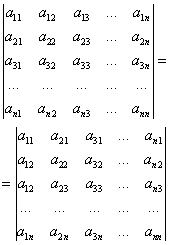 | a11 a12 a13 ... a1n |
| a21 a22 a23 ... a2n |
| a31 a32 a33 ... a3n | =
| ... ... ... ... ... |
| an1 an2 an3 ... ann |
| a11 a21 a31 ... an1 |
| a12 a22 a32 ... an2 |
= | a12 a23 a33 ... an3 |
| ... ... ... ... ... |
| a1n a2n a3n ... ann |